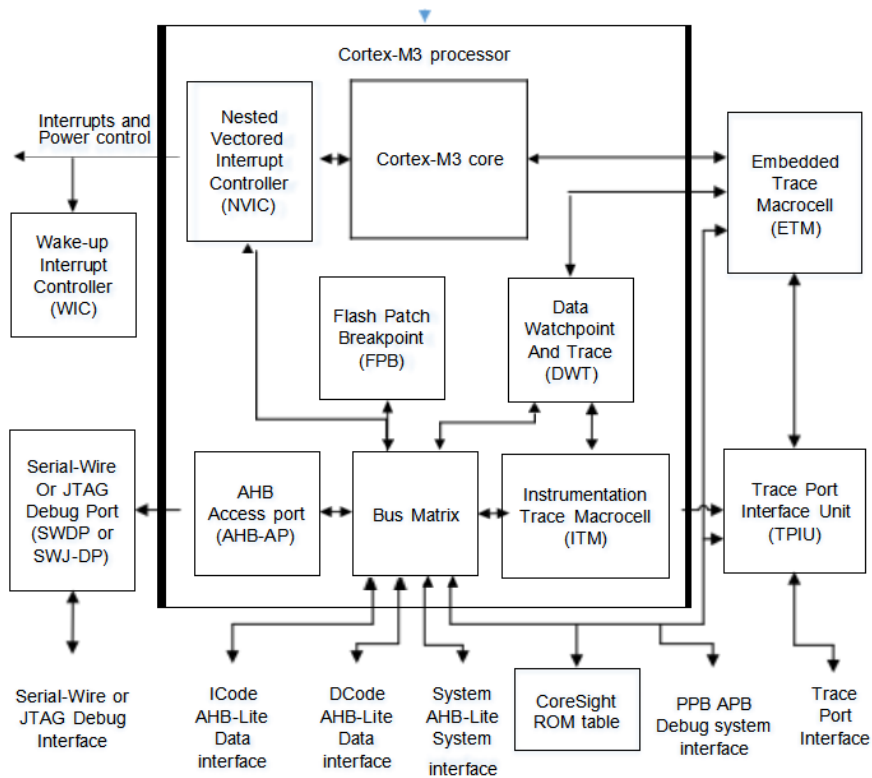 Cortex-M3 processor
Interrupts and
Power control
Nested
Vectored
Interrupt
Controller
(NVIC)
Cortex-M3 core
Embedded
Trace
Macrocell
(ETM)
Wake-up
Interrupt
Controller
(WIC)
Flash Patch
Breakpoint
(FPB)
Data
Watchpoint
And Trace
(DWT)
Serial-Wire
Or JTAG
Debug Port
(SWDP or
SWJ-DP)
AHB
Access port
(AHB-AP)
Bus Matrix
Instrumentation
Trace Macrocell
(ITM)
Trace Port
Interface Unit
(TPIU)
Serial-Wire or
JTAG Debug
Interface
ICode
AHB-Lite
Data
interface
DCode
AHB-Lite
Data
interface
System
AHB-Lite
System
interface
CoreSight
ROM table
PPB APB
Debug system
interface
Trace
Port
Interface